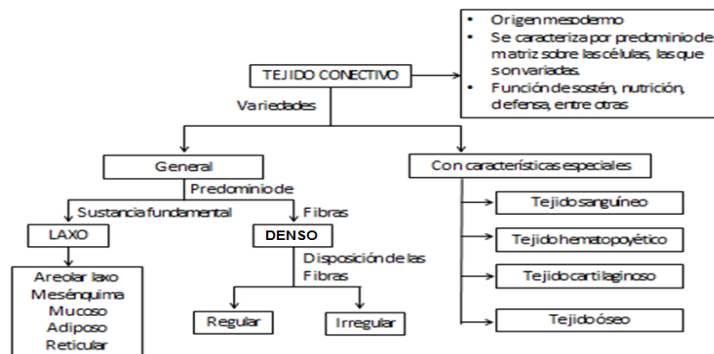 • Origen mesodermo
• Se caracteriza por predominio de
matriz sobre las células, las que
son variadas.
• Función de sostén, nutrición,
defensa, entre otras
TEJIDO CONECTIVO
Variedades
General
Con características especiales
Predominio de
Sustancia fundamental
Fibras
LAXO
DENSO
Areolar laxo
Mesénquima
Mucoso
Adiposo
Reticular
Disposición de las
Fibras
Regular
Irregular
Tejido sanguíneo
Tejido hematopoyético
Tejido cartilaginoso
Tejido óseo